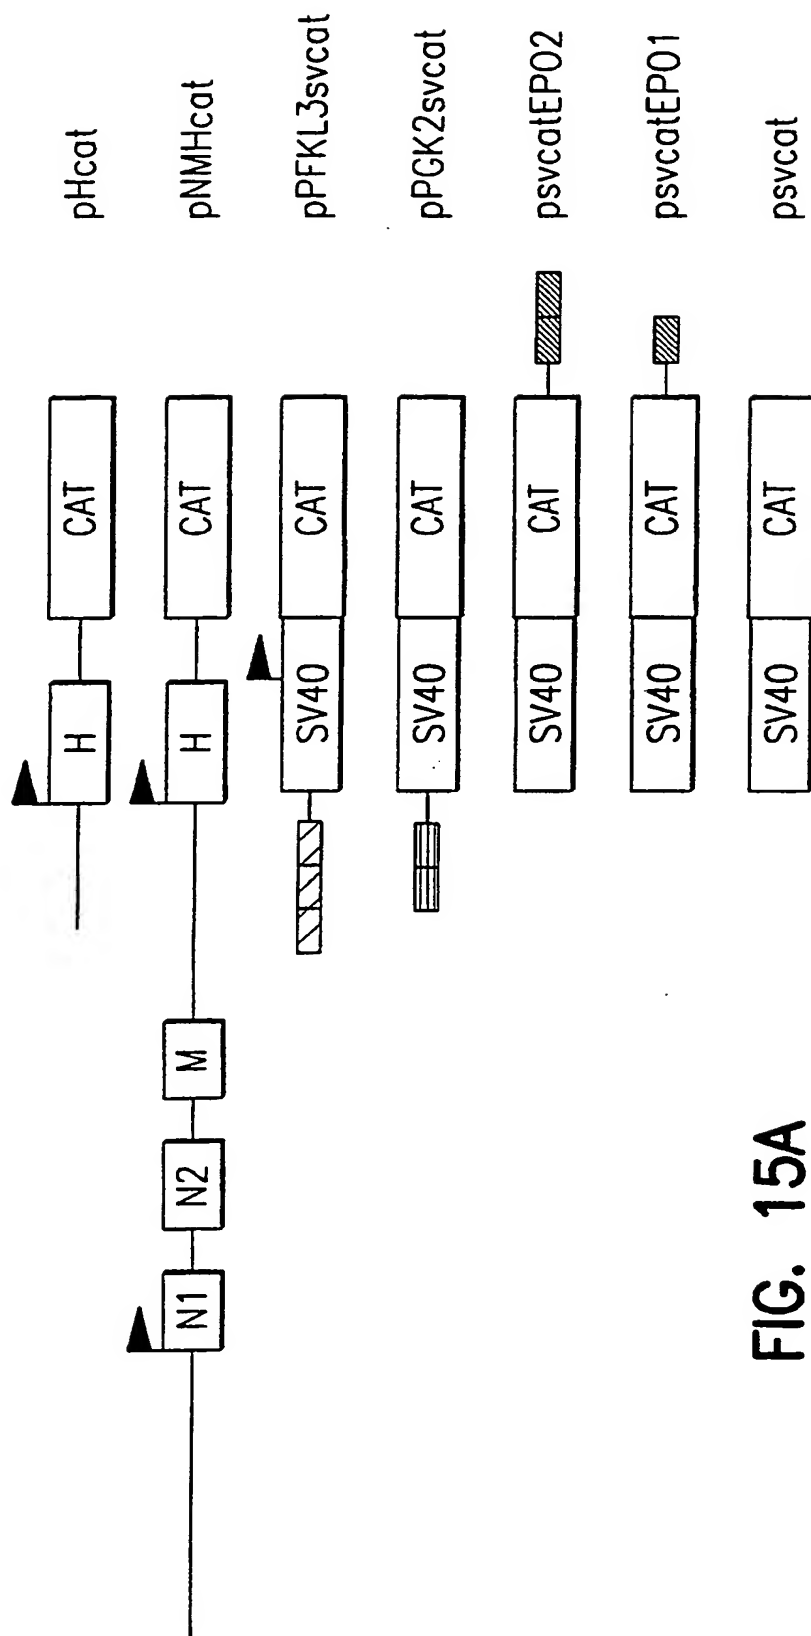 H CAT pHcat
N1 N2 M H CAT pNMHcat
SV40 CAT pPFKL3svcat
SV40 CAT pPGK2svcat
SV40 CAT psvcatEPO2
SV40 CAT psvcatEPO1
SV40 CAT psvcat
FIG. 15A